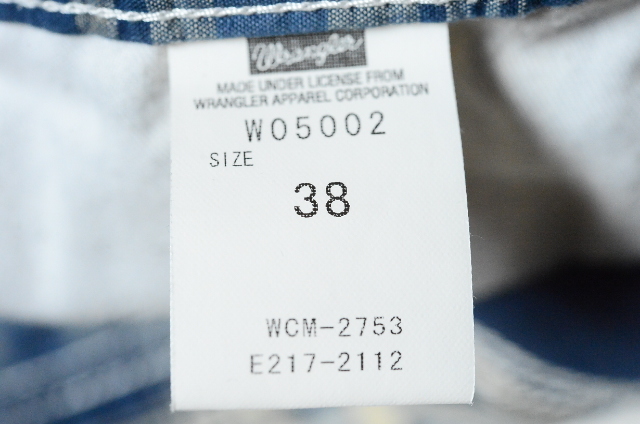 Wrangler
MADE UNDER LICENSE FROM
WRANGLER APPAREL CORPORATION
W05002
SIZE
38
WCM-2753
E217-2112